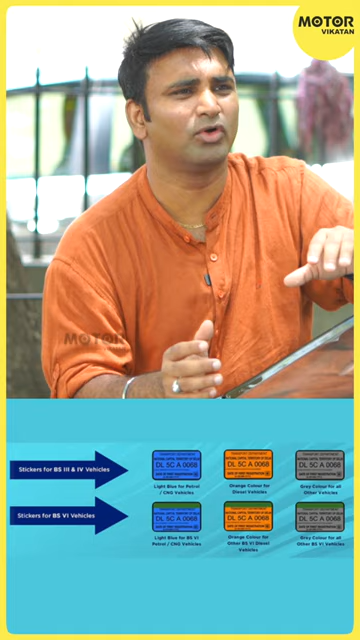 MOTOR
VIKATAN
MOTOR
Stickers for BS III & IV Vehicles
DL 5C A 0068
DL 5C A 0068
DL 5C A 0068
Light Blue for Petrol
/ CNG Vehicles
Orange Colour for
Diesel Vehicles
Grey Colour for all
Other Vehicles
Stickers for BS VI Vehicles
DL 5C A 0068
DL 5C A 0068
DL 5C A 0068
Light Blue for BS VI
Petrol / CNG Vehicles
Orange Colour for
Other BS VI Diesel
Vehicles
Grey Colour for all
Other BS VI Vehicles